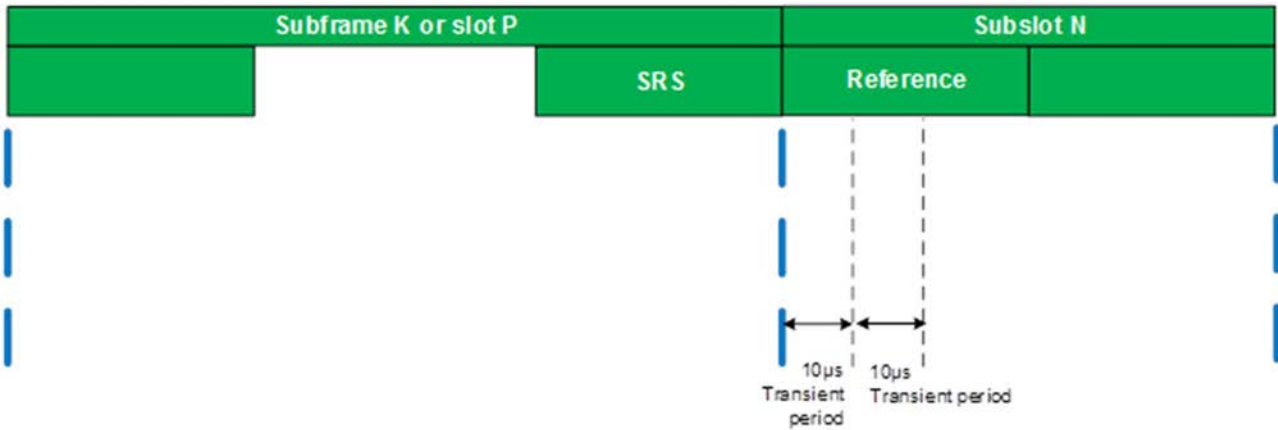 Subframe K or slot P
Subslot N
SRS
Reference
10µs
Transient
period
10µs
Transient period